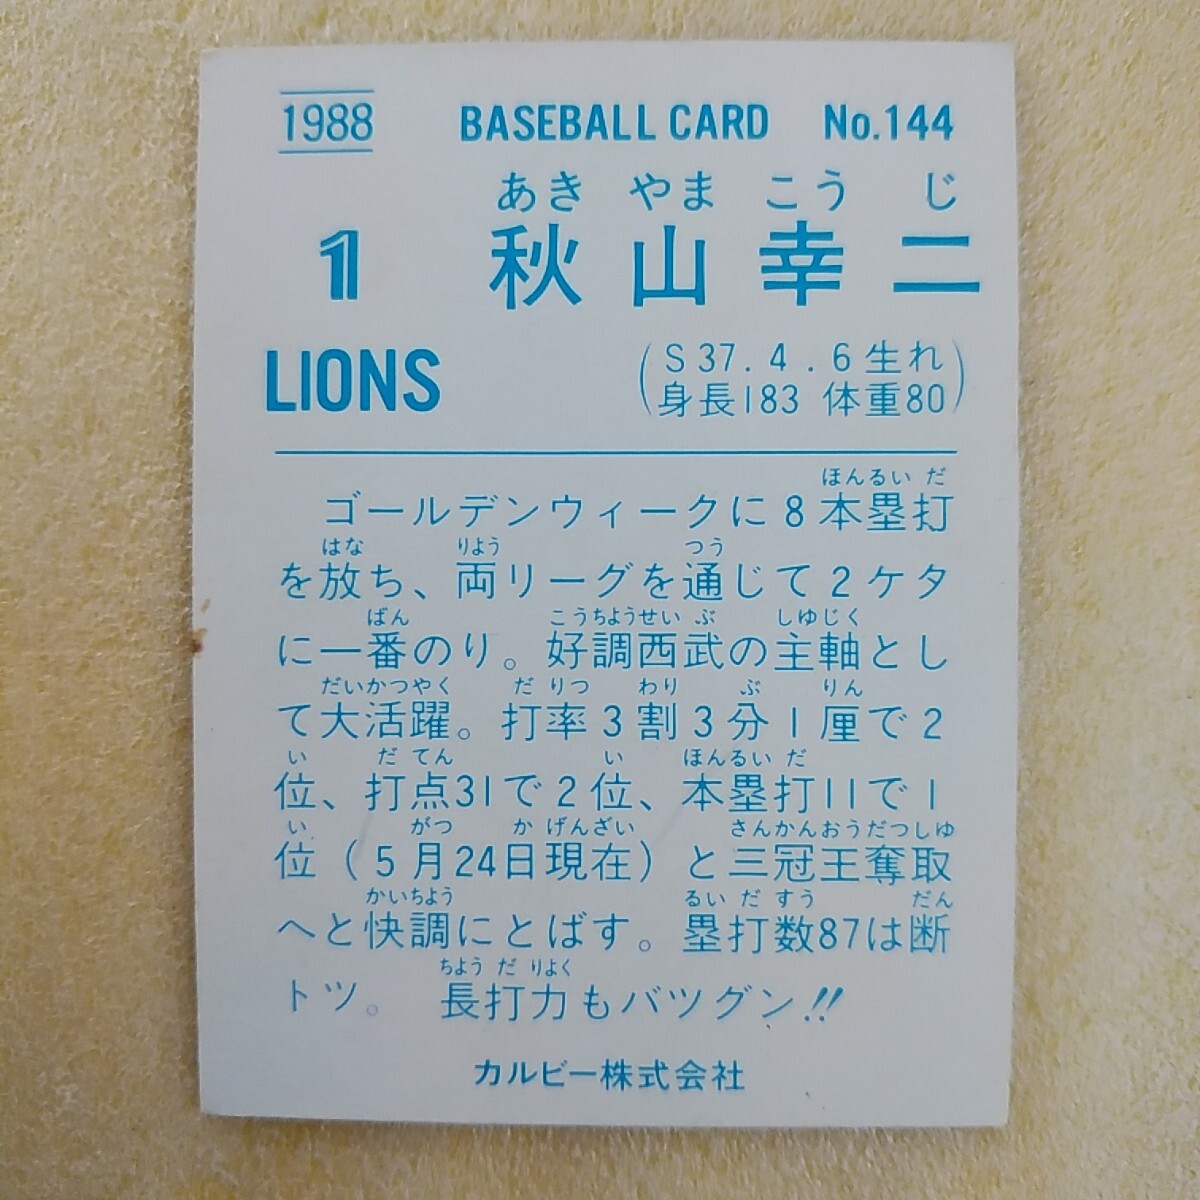 1988 BASEBALL CARD No.144
あき やま こう じ
1 秋山幸二
LIONS
(S37.4.6生れ
身長183 体重80)
ほんるい だ
ゴールデンウィークに8本塁打
はな りよう つう
を放ち、両リーグを通じて2ケタ
ばん こうちようせい ぶ しゆじく
に一番のり。好調西武の主軸とし
だいかつやく だ りつ わり ぶ りん
て大活躍。打率3割3分1厘で2
い だ てん い ほんるい だ
位、打点31で2位、本塁打11で1
い がつ か げんざい さんかんおうだつしゆ
位(5月24日現在)と三冠王奪取
かいちよう るい だ すう だん
へと快調にとばす。塁打数87は断
ちよう だ りよく
トツ。 長打力もバツグン!!
カルビー株式会社